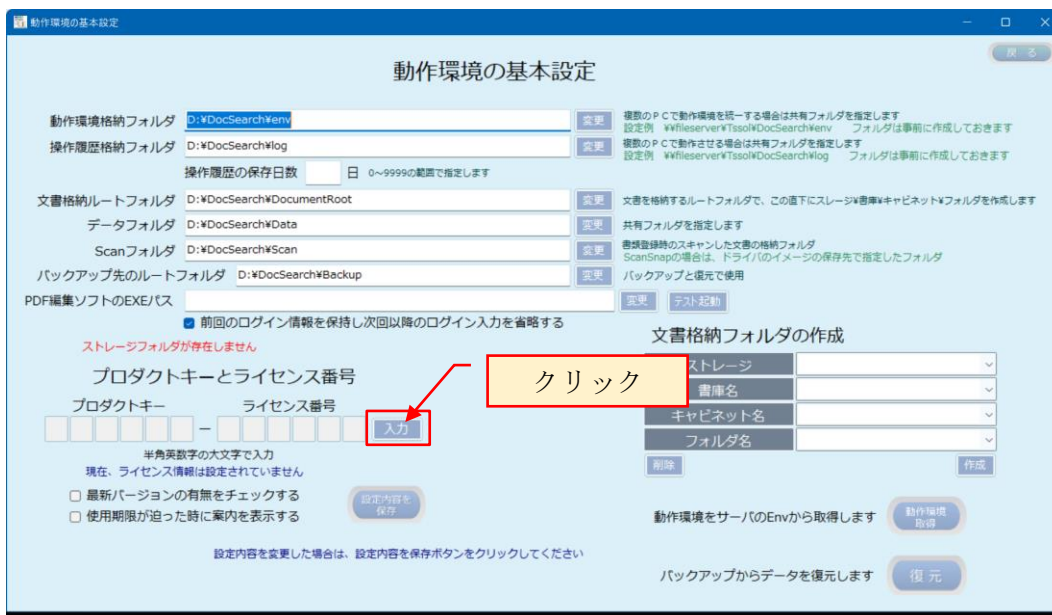 動作環境の基本設定
戻 る
動作環境の基本設定
動作環境格納フォルダ D:¥DocSearch¥env 変更 複数のPCで動作環境を統一する場合は共有フォルダを指定します
設定例 ¥¥fileserver¥Tssol¥DocSearch¥env フォルダは事前に作成しておきます
操作履歴格納フォルダ D:¥DocSearch¥log 変更 複数のPCで動作させる場合は共有フォルダを指定します
設定例 ¥¥fileserver¥Tssol¥DocSearch¥log フォルダは事前に作成しておきます
操作履歴の保存日数 日 0~9999の範囲で指定します
文書格納ルートフォルダ D:¥DocSearch¥DocumentRoot 変更 文書を格納するルートフォルダで、この直下にスレージ¥書庫¥キャビネット¥フォルダを作成します
データフォルダ D:¥DocSearch¥Data 変更 共有フォルダを指定します
Scanフォルダ D:¥DocSearch¥Scan 変更 書類登録時のスキャンした文書の格納フォルダ
ScanSnapの場合は、ドライバのイメージの保存先で指定したフォルダ
バックアップ先のルートフォルダ D:¥DocSearch¥Backup 変更 バックアップと復元で使用
PDF編集ソフトのEXEパス 変更 テスト起動
前回のログイン情報を保持し次回以降のログイン入力を省略する
ストレージフォルダが存在しません
プロダクトキーとライセンス番号
プロダクトキー ライセンス番号
－ 入力
クリック
半角英数字の大文字で入力
現在、ライセンス情報は設定されていません
最新バージョンの有無をチェックする
使用期限が迫った時に案内を表示する
設定内容を
保存
設定内容を変更した場合は、設定内容を保存ボタンをクリックしてください
文書格納フォルダの作成
ストレージ
書庫名
キャビネット名
フォルダ名
削除 作成
動作環境をサーバのEnvから取得します 動作環境
取得
バックアップからデータを復元します 復 元